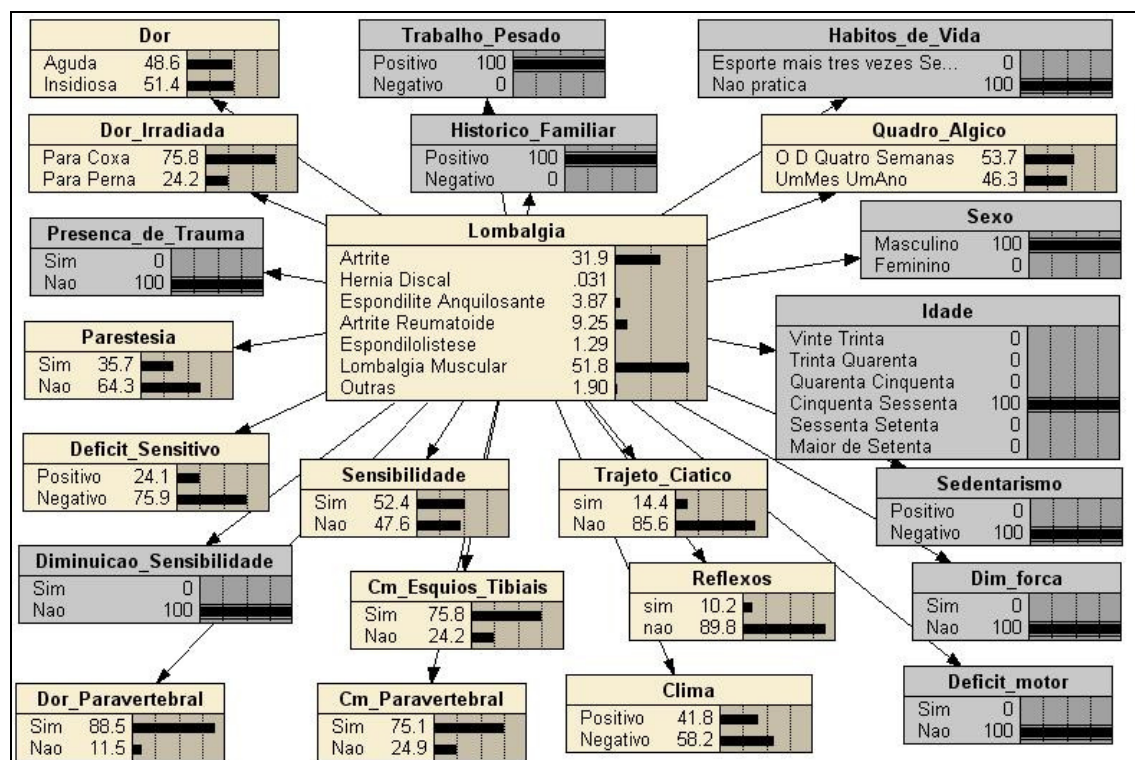 Dor
Aguda 48.6
Insidiosa 51.4
Trabalho_Pesado
Positivo 100
Negativo 0
Habitos_de_Vida
Esporte mais tres vezes Se... 0
Nao pratica 100
Dor_Irradiada
Para Coxa 75.8
Para Perna 24.2
Historico_Familiar
Positivo 100
Negativo 0
Quadro_Algico
O D Quatro Semanas 53.7
UmMes UmAno 46.3
Presenca_de_Trauma
Sim 0
Nao 100
Lombalgia
Artrite 31.9
Hernia Discal .031
Espondilite Anquilosante 3.87
Artrite Reumatoide 9.25
Espondilolistese 1.29
Lombalgia Muscular 51.8
Outras 1.90
Sexo
Masculino 100
Feminino 0
Parestesia
Sim 35.7
Nao 64.3
Idade
Vinte Trinta 0
Trinta Quarenta 0
Quarenta Cinquenta 0
Cinquenta Sessenta 100
Sessenta Setenta 0
Maior de Setenta 0
Deficit_Sensitivo
Positivo 24.1
Negativo 75.9
Sensibilidade
Sim 52.4
Nao 47.6
Trajeto_Ciatico
sim 14.4
Nao 85.6
Sedentarismo
Positivo 0
Negativo 100
Diminuicao_Sensibilidade
Sim 0
Nao 100
Cm_Esquios_Tibiais
Sim 75.8
Nao 24.2
Reflexos
sim 10.2
nao 89.8
Dim_forca
Sim 0
Nao 100
Dor_Paravertebral
Sim 88.5
Nao 11.5
Cm_Paravertebral
Sim 75.1
Nao 24.9
Clima
Positivo 41.8
Negativo 58.2
Deficit_motor
Sim 0
Nao 100